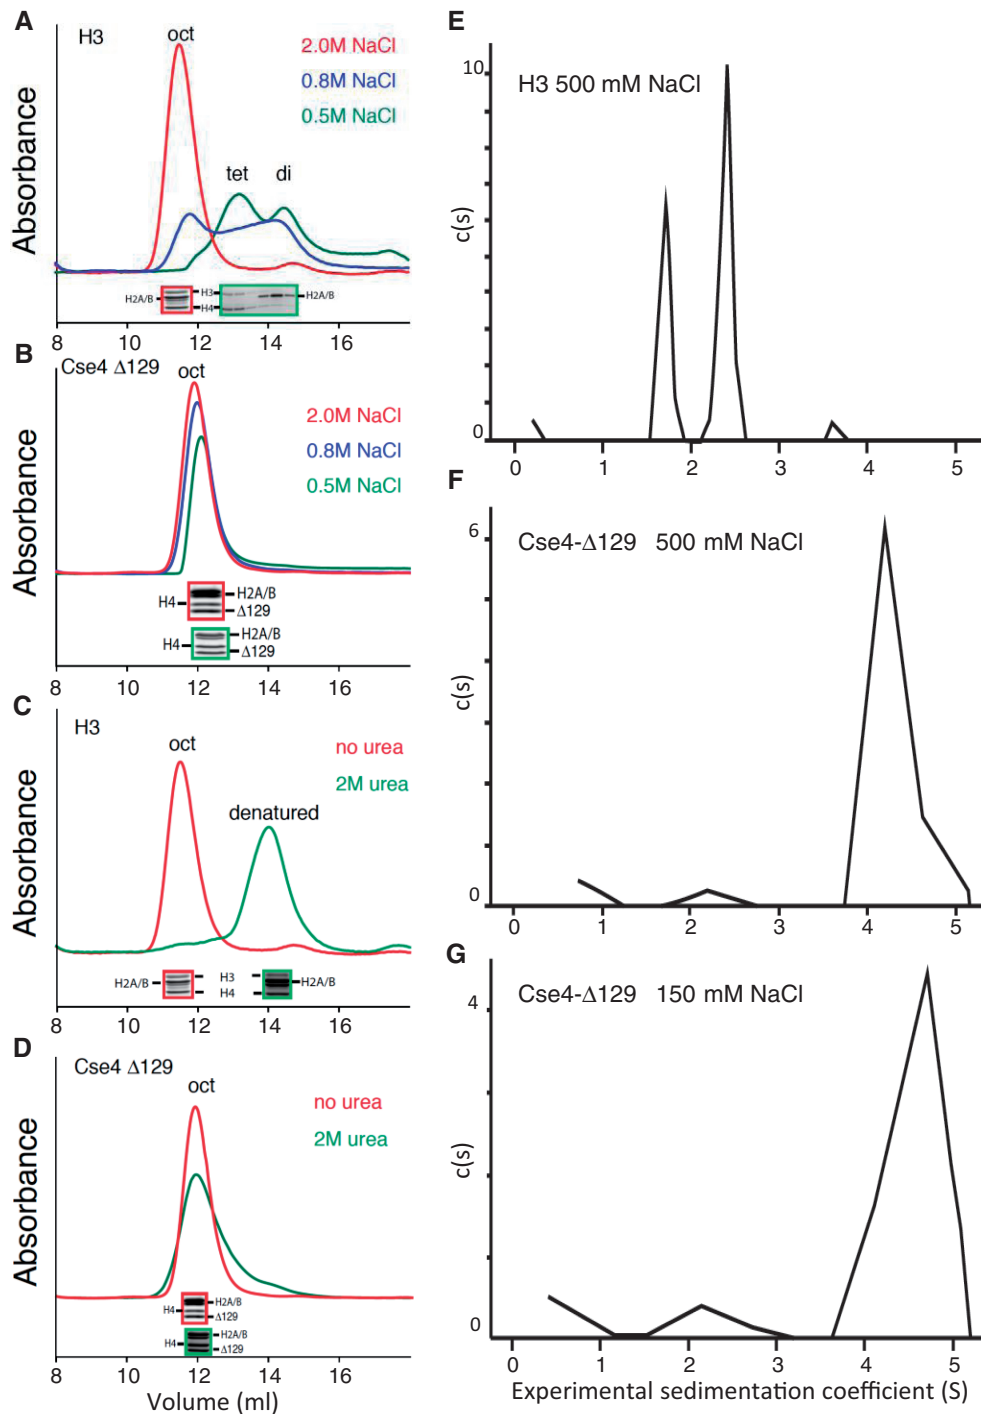 A
H3
oct
2.0M NaCl
0.8M NaCl
0.5M NaCl
tet
di
Absorbance
H2A/B
H3
H4
H2A/B
8 10 12 14 16
B
Cse4 Δ129
oct
2.0M NaCl
0.8M NaCl
0.5M NaCl
Absorbance
H4
H2A/B
Δ129
H4
H2A/B
Δ129
8 10 12 14 16
C
H3
oct
no urea
2M urea
denatured
Absorbance
H2A/B
H3
H4
H2A/B
8 10 12 14 16
D
Cse4 Δ129
oct
no urea
2M urea
Absorbance
H4
H2A/B
Δ129
H4
H2A/B
Δ129
8 10 12 14 16
Volume (ml)
E
H3 500 mM NaCl
10
c(s)
0
0 1 2 3 4 5
F
Cse4-Δ129 500 mM NaCl
6
c(s)
0
0 1 2 3 4 5
G
Cse4-Δ129 150 mM NaCl
4
c(s)
0
0 1 2 3 4 5
Experimental sedimentation coefficient (S)